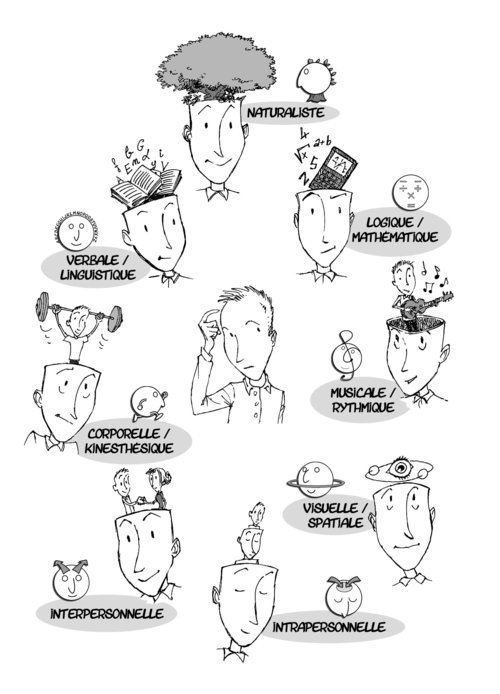 NATURALISTE
LOGIQUE /
MATHÉMATIQUE
VERBALE /
LINGUISTIQUE
MUSICALE /
RYTHMIQUE
CORPORELLE /
KINESTHÉSIQUE
VISUELLE /
SPATIALE
INTERPERSONNELLE
INTRAPERSONNELLE